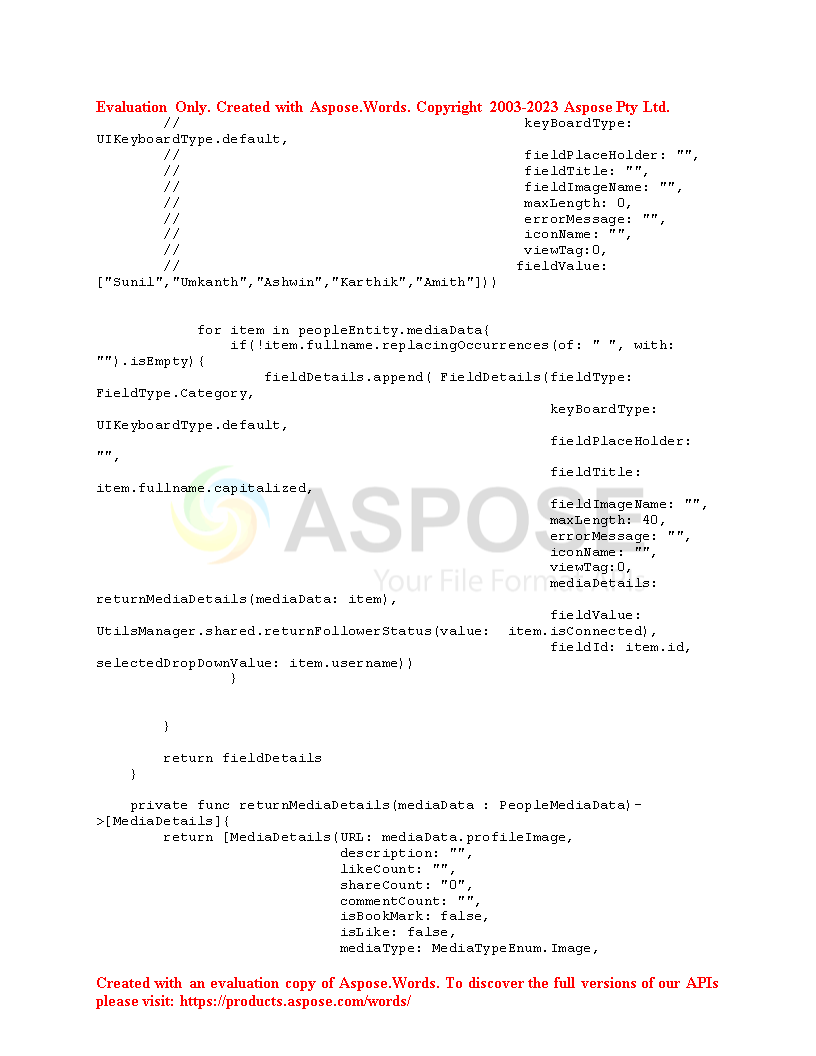 Evaluation Only. Created with Aspose.Words. Copyright 2003-2023 Aspose Pty Ltd.
        //                                         keyBoardType:
UIKeyboardType.default,
        //                                         fieldPlaceHolder: "",
        //                                         fieldTitle: "",
        //                                         fieldImageName: "",
        //                                         maxLength: 0,
        //                                         errorMessage: "",
        //                                         iconName: "",
        //                                         viewTag:0,
        //                                        fieldValue:
["Sunil","Umkanth","Ashwin","Karthik","Amith"]))
            for item in peopleEntity.mediaData{
                if(!item.fullname.replacingOccurrences(of: " ", with:
"").isEmpty){
                    fieldDetails.append( FieldDetails(fieldType:
FieldType.Category,
                                                      keyBoardType:
UIKeyboardType.default,
                                                      fieldPlaceHolder:
"",
                                                      fieldTitle:
item.fullname.capitalized,
                                                      fieldImageName: "",
                                                      maxLength: 40,
                                                      errorMessage: "",
                                                      iconName: "",
                                                      viewTag:0,
                                                      mediaDetails:
returnMediaDetails(mediaData: item),
                                                      fieldValue:
UtilsManager.shared.returnFollowerStatus(value:  item.isConnected),
                                                      fieldId: item.id,
selectedDropDownValue: item.username))
                }
        }
        return fieldDetails
    }
    private func returnMediaDetails(mediaData : PeopleMediaData)-
>[MediaDetails]{
        return [MediaDetails(URL: mediaData.profileImage,
                             description: "",
                             likeCount: "",
                             shareCount: "0",
                             commentCount: "",
                             isBookMark: false,
                             isLike: false,
                             mediaType: MediaTypeEnum.Image,
ASPOSE
Your File Form
Created with an evaluation copy of Aspose.Words. To discover the full versions of our APIs
please visit: https://products.aspose.com/words/